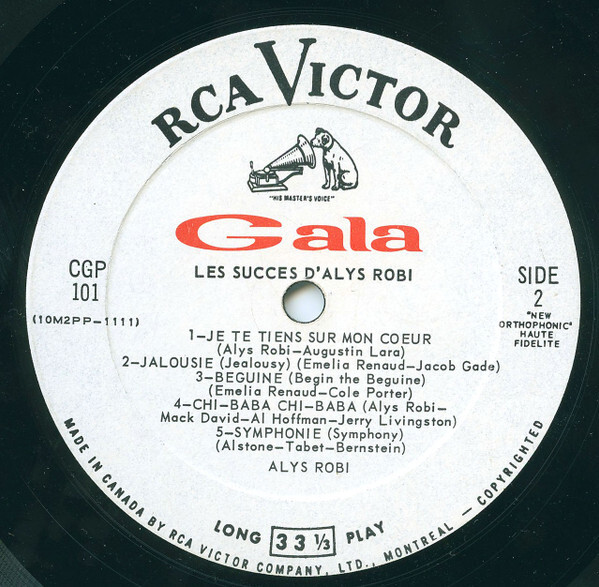 RCA VICTOR
"HIS MASTER'S VOICE"
Gala
LES SUCCES D'ALYS ROBI
CGP
101
(10M2PP-1111)
SIDE
2
"NEW
ORTHOPHONIC"
HAUTE
FIDELITE
1-JE TE TIENS SUR MON COEUR
(Alys Robi-Augustin Lara)
2-JALOUSIE (Jealousy) (Emelia Renaud-Jacob Gade)
3-BEGUINE (Begin the Beguine)
(Emelia Renaud-Cole Porter)
4-CHI-BABA CHI-BABA (Alys Robi-
Mack David-Al Hoffman-Jerry Livingston)
5-SYMPHONIE (Symphony)
(Alstone-Tabet-Bernstein)
ALYS ROBI
LONG 33 1/3 PLAY
MADE IN CANADA BY RCA VICTOR COMPANY, LTD., MONTREAL - COPYRIGHTED